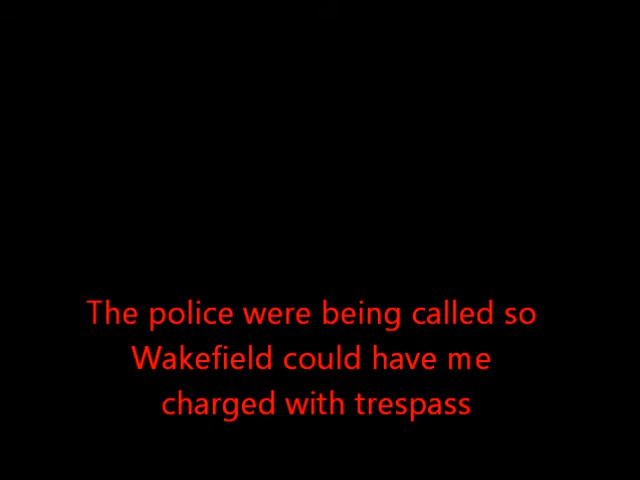 The police were being called so
Wakefield could have me
charged with trespass